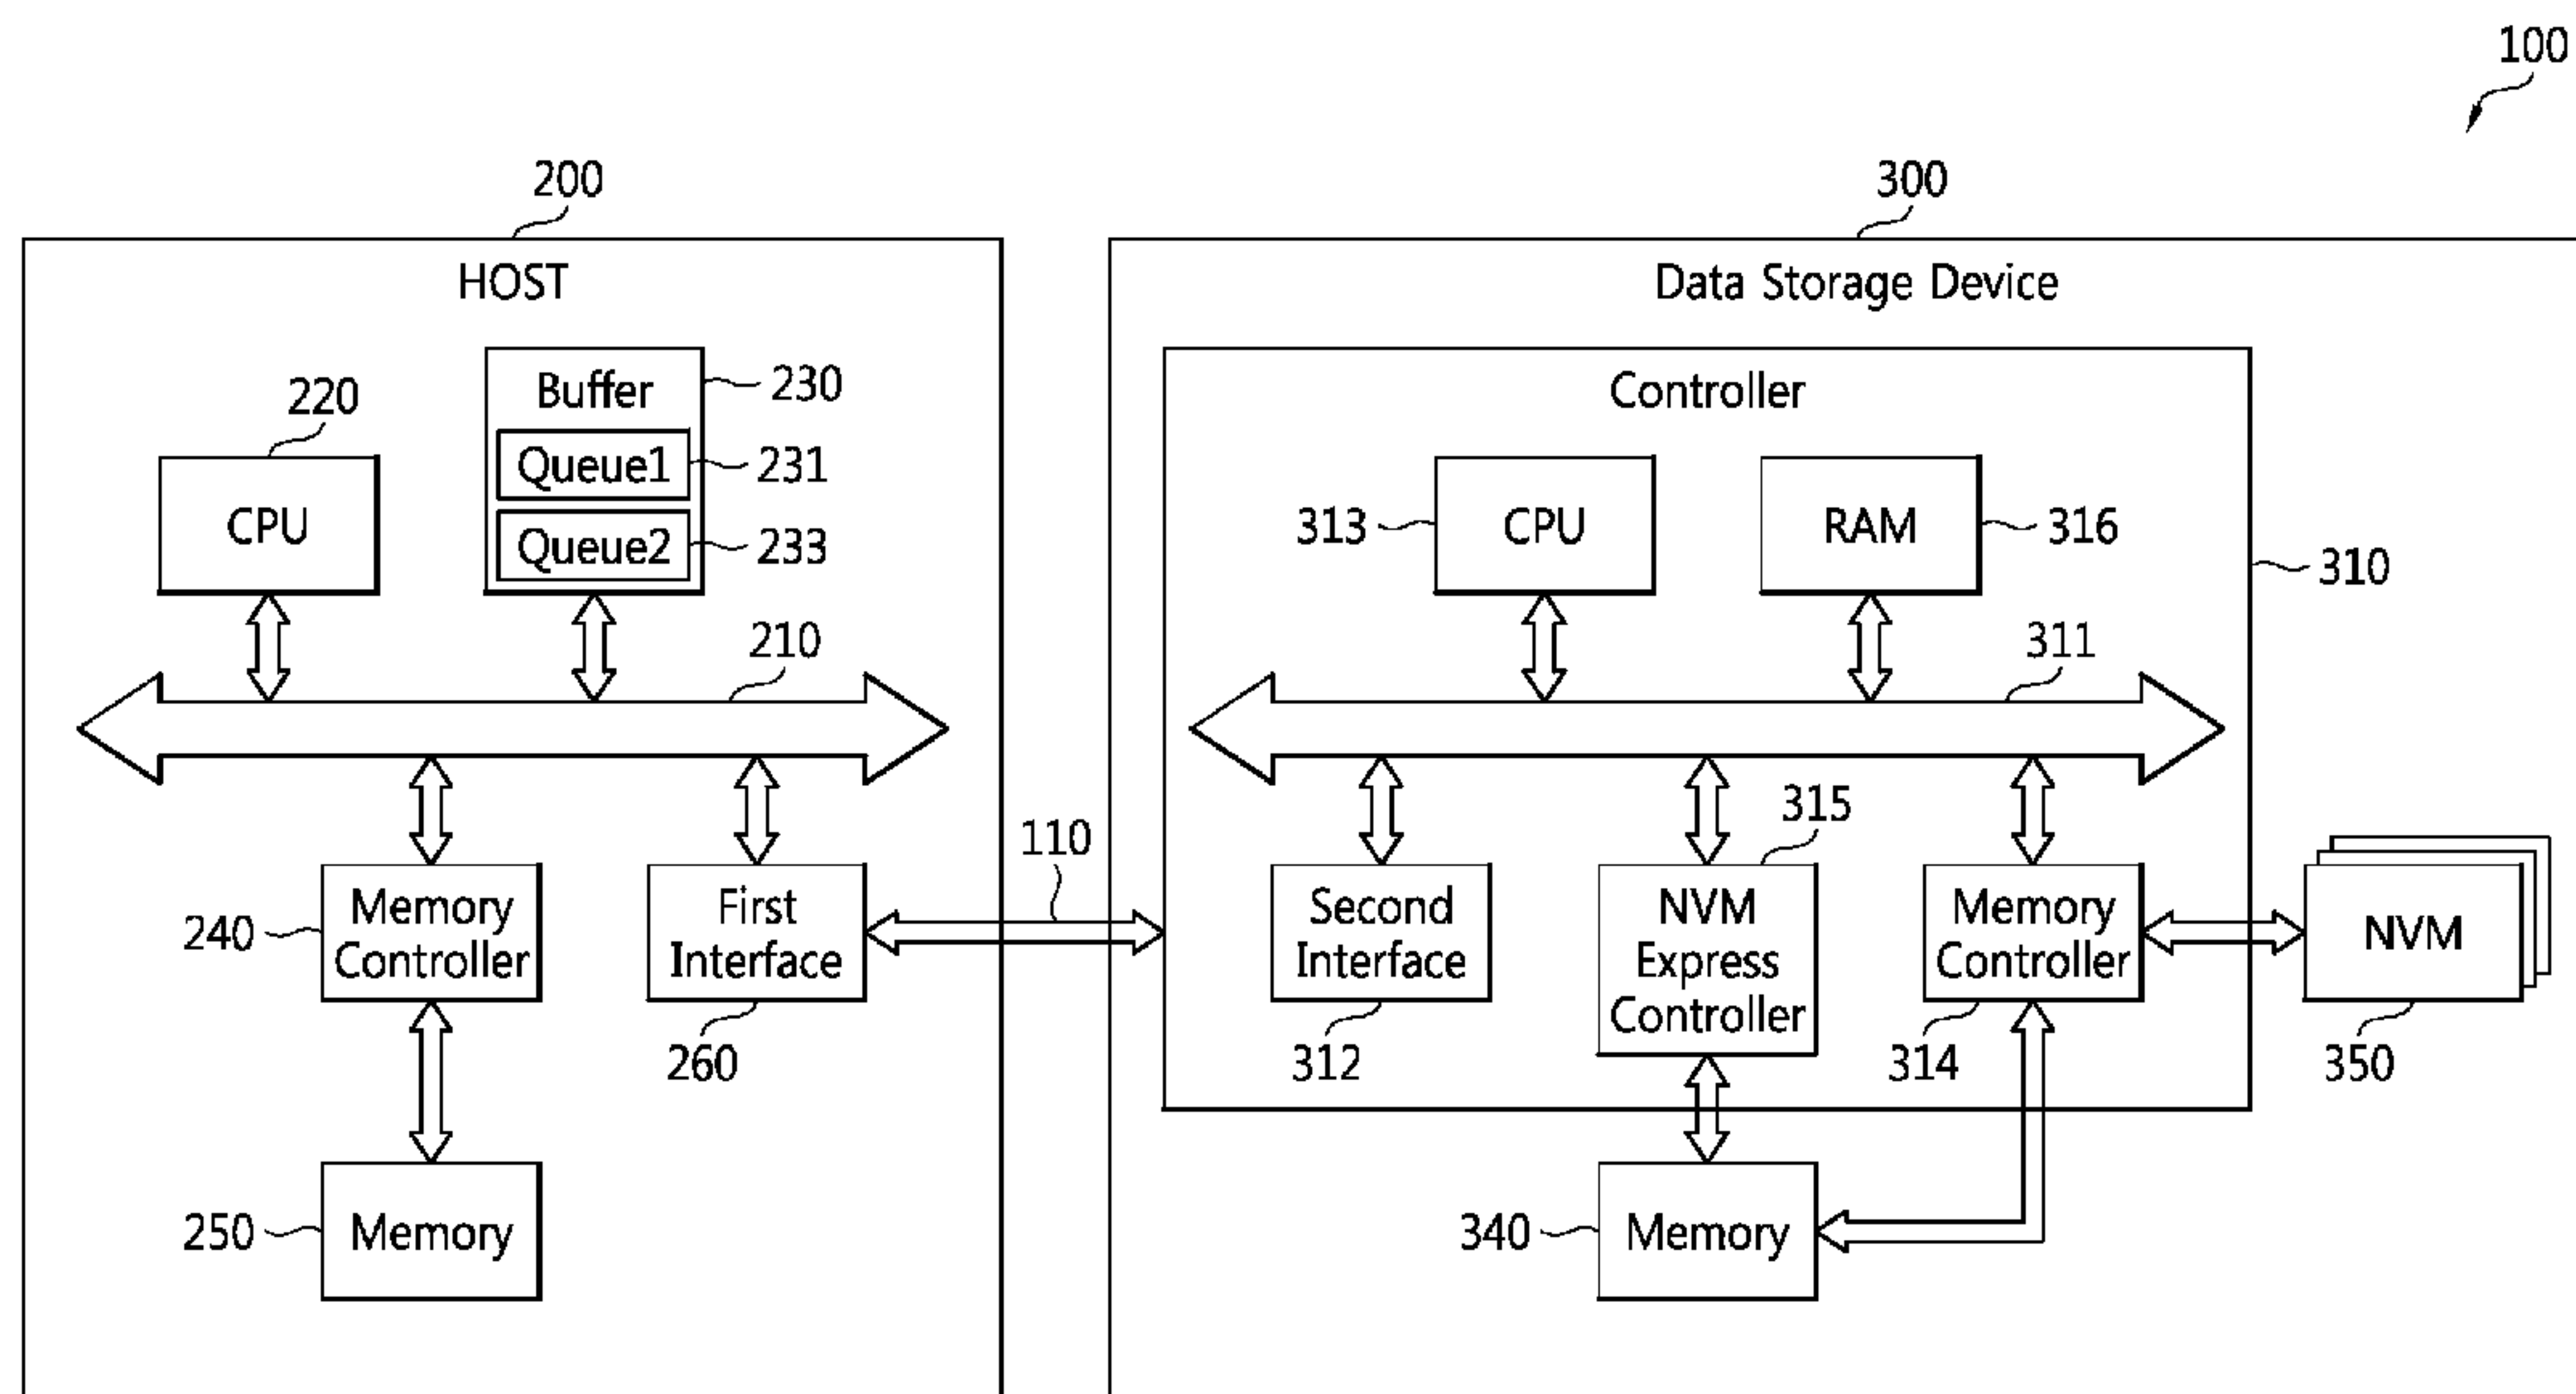 100
200
300
HOST
Data Storage Device
220
Buffer
230
Queue1
231
Queue2
233
CPU
210
Controller
313
CPU
RAM
316
310
311
240
Memory
Controller
First
Interface
260
110
250
Memory
Second
Interface
312
315
NVM
Express
Controller
Memory
Controller
314
NVM
350
340
Memory